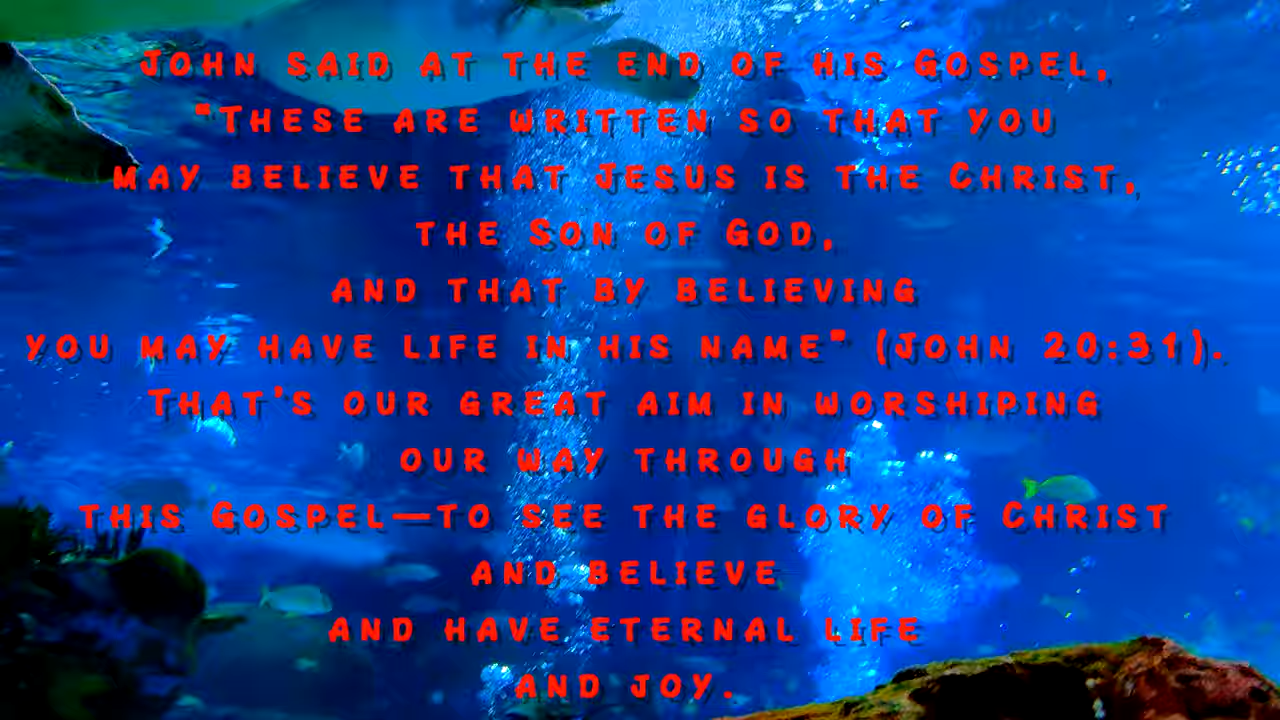 John said at the end of his Gospel,
"These are written so that you
may believe that Jesus is the Christ,
the Son of God,
and that by believing
you may have life in his name" (John 20:31).
That's our great aim in worshiping
our way through
this Gospel—to see the glory of Christ
and believe
and have eternal life
and joy.